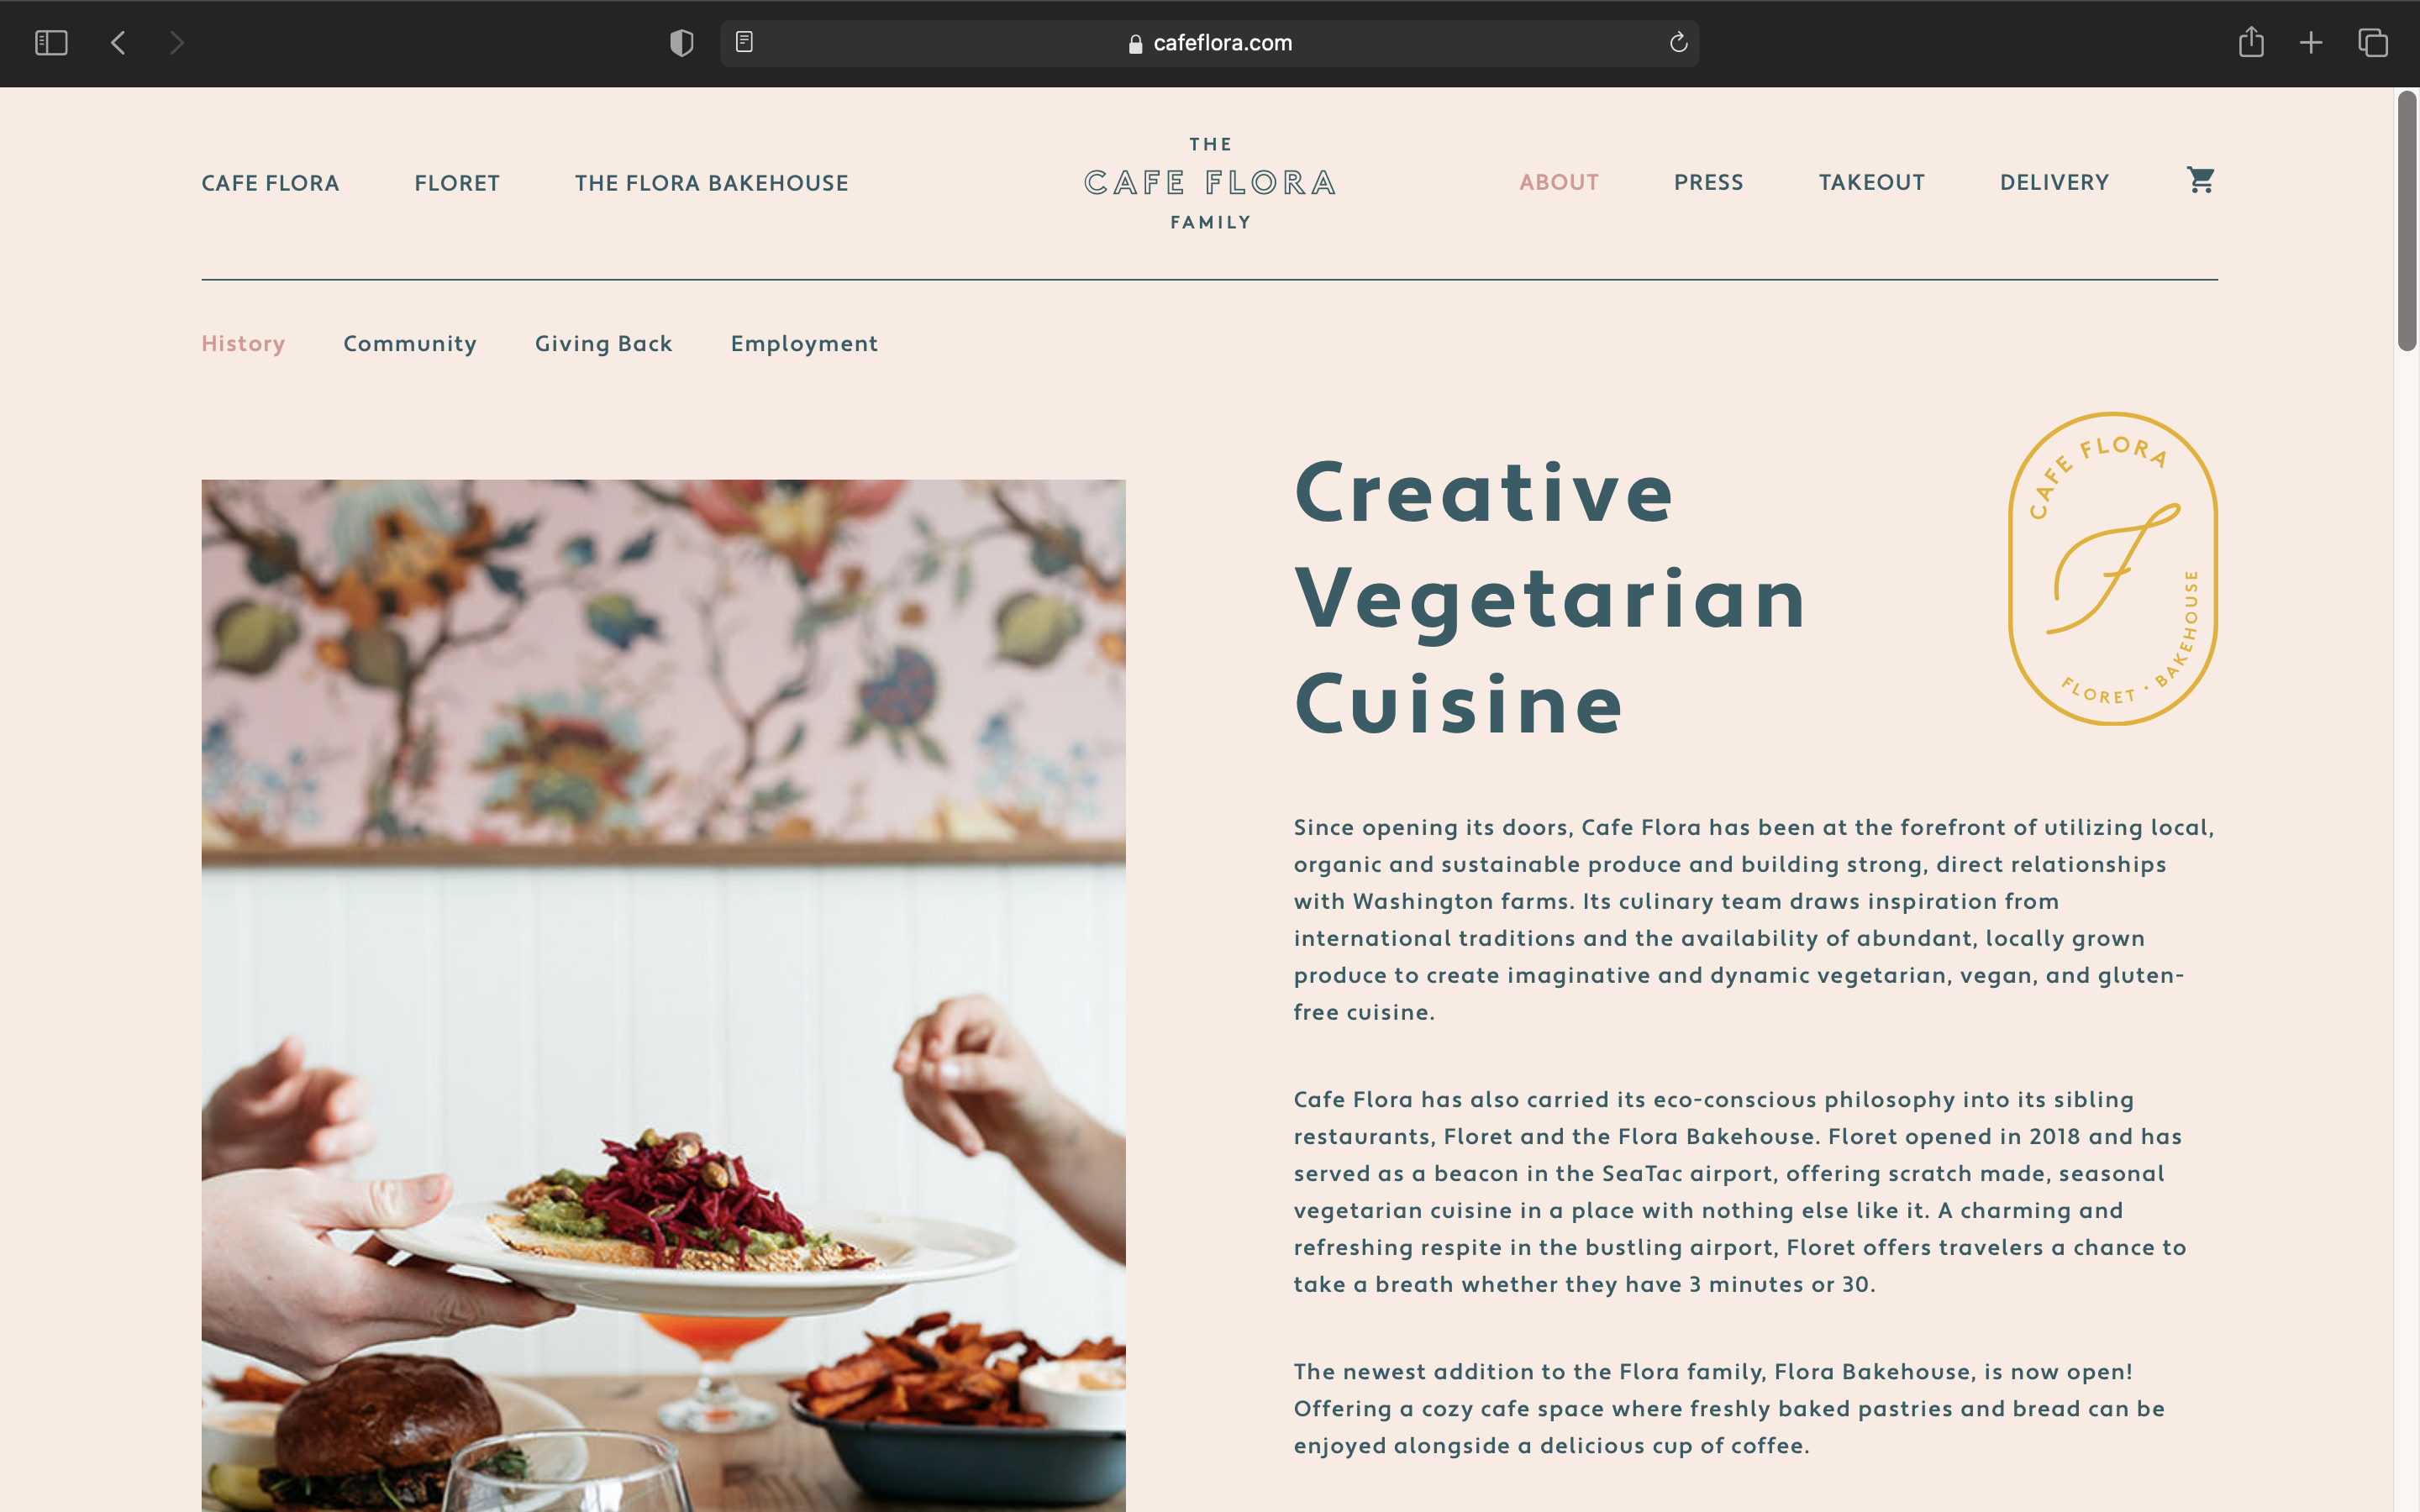 cafeflora.com
CAFE FLORA
FLORET
THE FLORA BAKEHOUSE
THE
CAFE FLORA
FAMILY
ABOUT
PRESS
TAKEOUT
DELIVERY
History
Community
Giving Back
Employment
Creative
Vegetarian
Cuisine
CAFE FLORA
F
FLORET • BAKEHOUSE
Since opening its doors, Cafe Flora has been at the forefront of utilizing local,
organic and sustainable produce and building strong, direct relationships
with Washington farms. Its culinary team draws inspiration from
international traditions and the availability of abundant, locally grown
produce to create imaginative and dynamic vegetarian, vegan, and gluten-
free cuisine.
Cafe Flora has also carried its eco-conscious philosophy into its sibling
restaurants, Floret and the Flora Bakehouse. Floret opened in 2018 and has
served as a beacon in the SeaTac airport, offering scratch made, seasonal
vegetarian cuisine in a place with nothing else like it. A charming and
refreshing respite in the bustling airport, Floret offers travelers a chance to
take a breath whether they have 3 minutes or 30.
The newest addition to the Flora family, Flora Bakehouse, is now open!
Offering a cozy cafe space where freshly baked pastries and bread can be
enjoyed alongside a delicious cup of coffee.